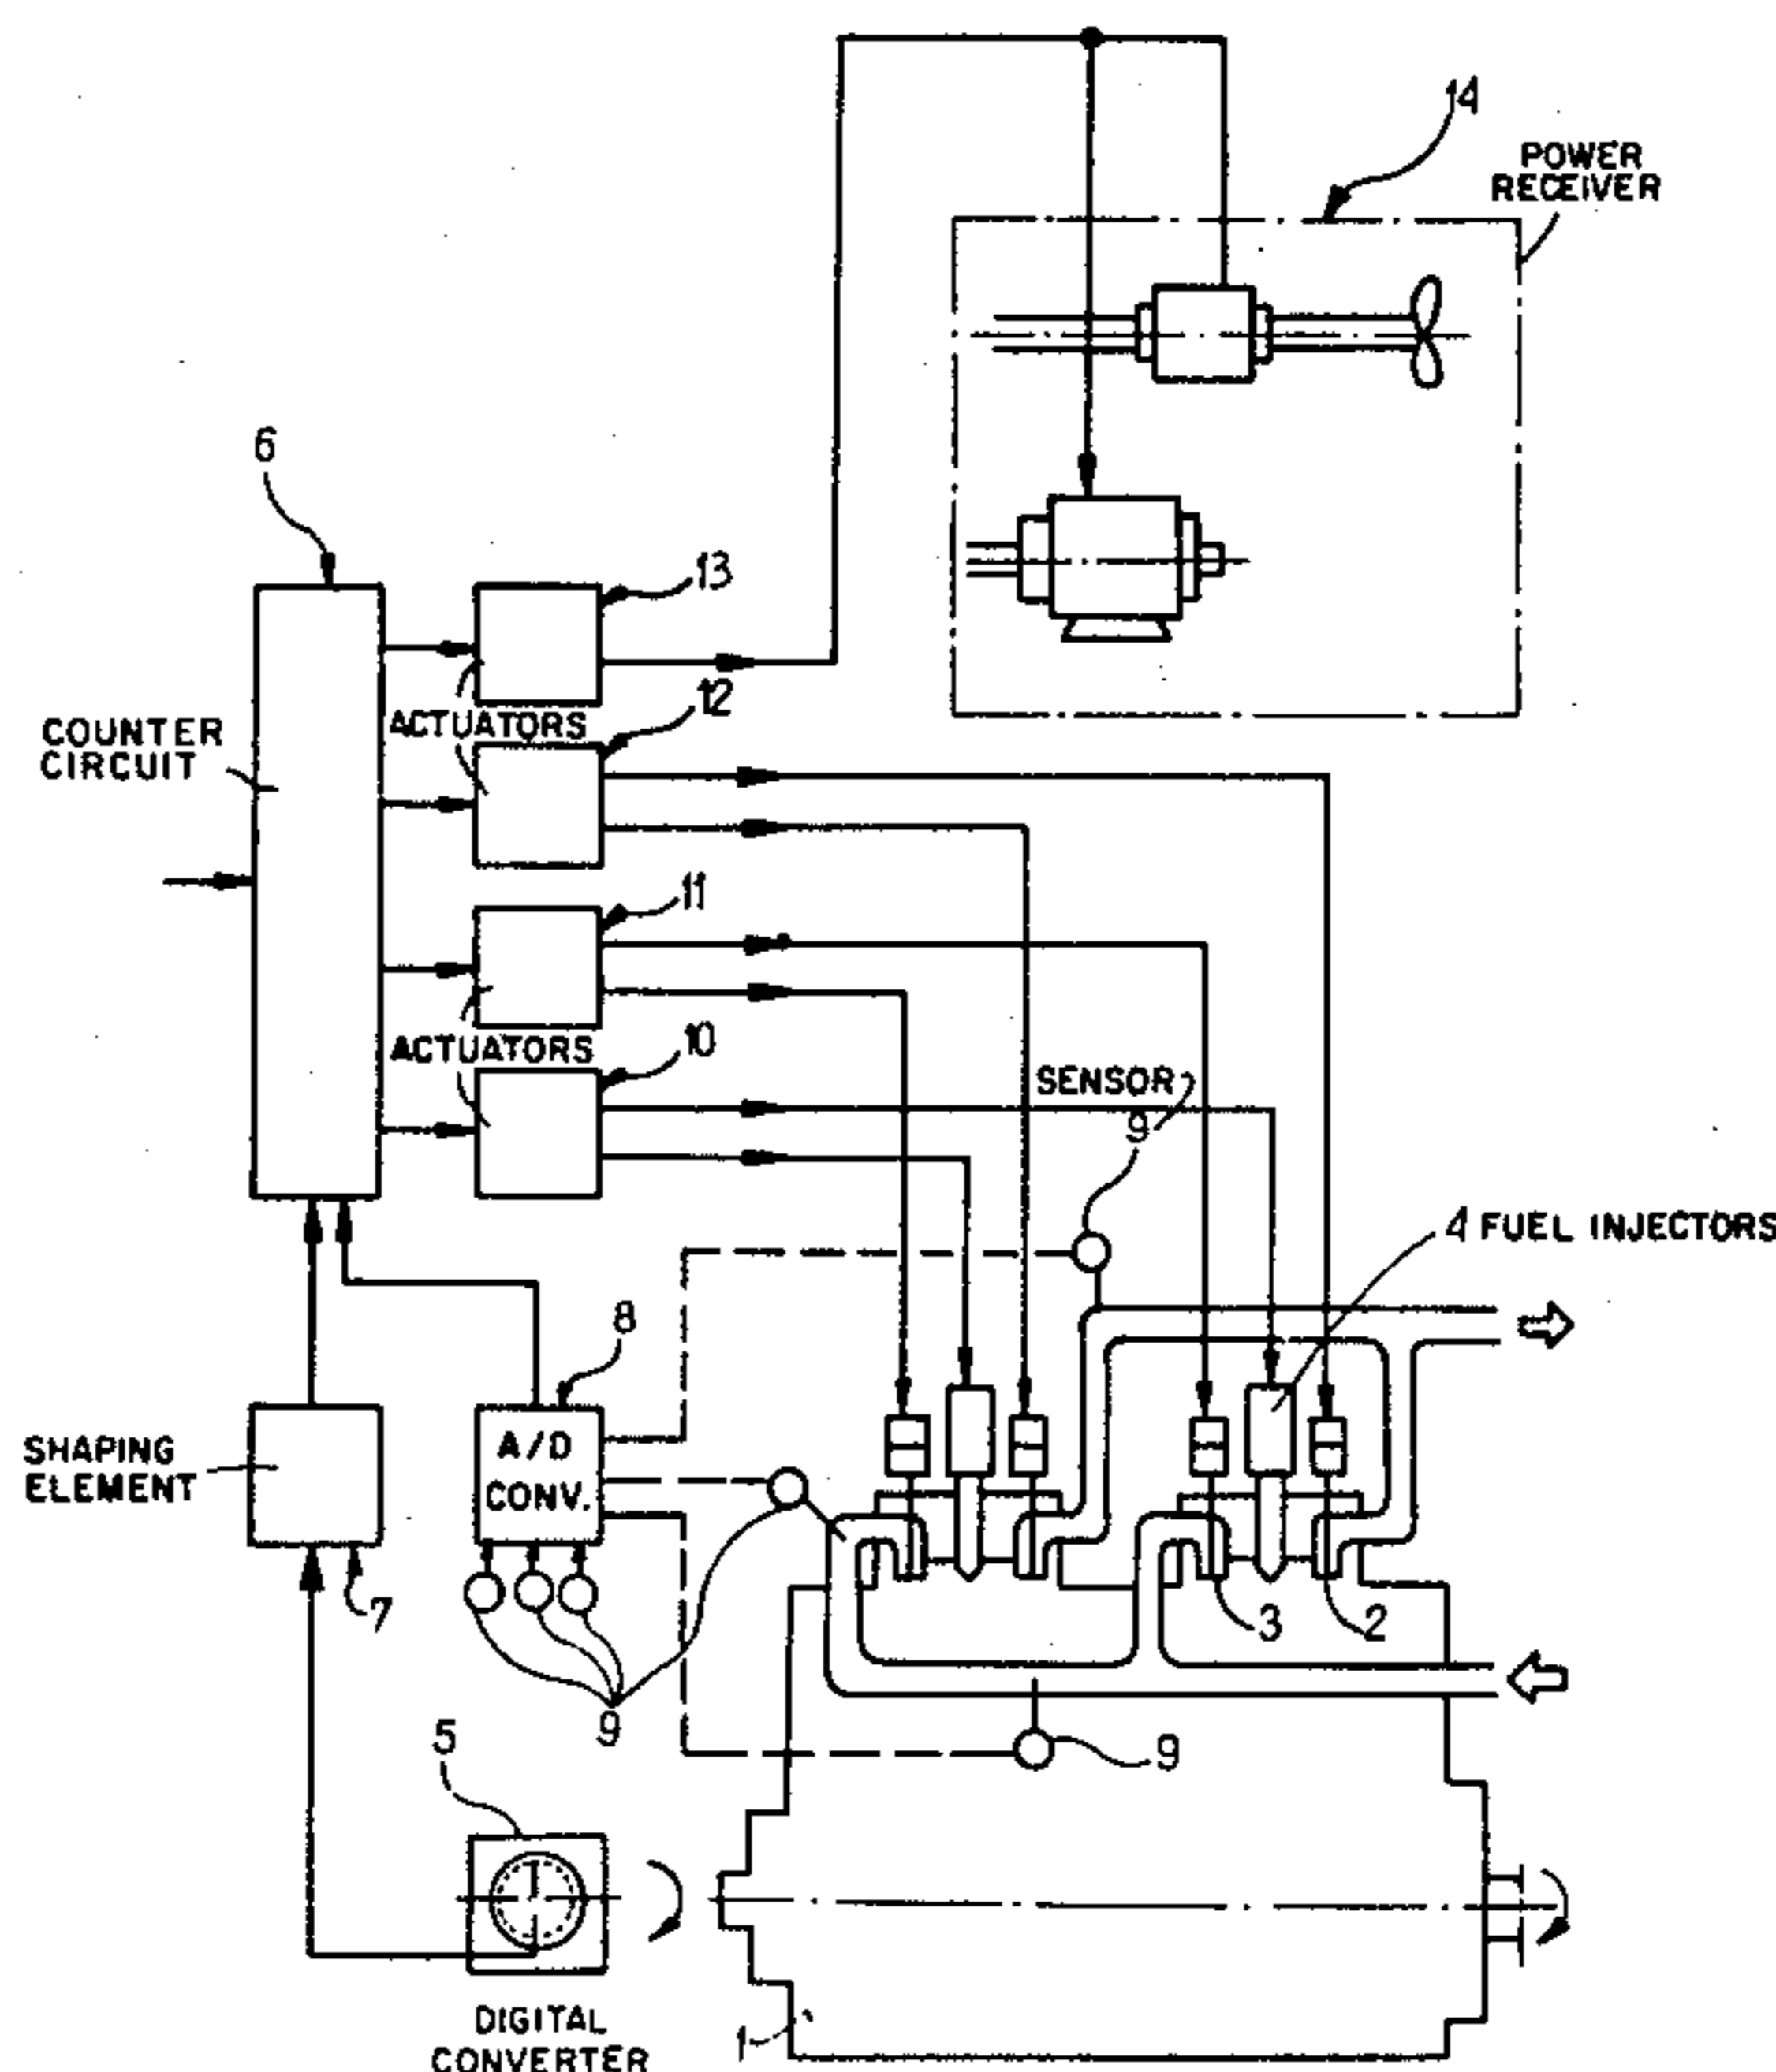 14
POWER
RECEIVER
6
13
ACTUATORS
12
COUNTER
CIRCUIT
11
ACTUATORS
10
SENSOR
9
4 FUEL INJECTORS
8
A/D
CONV.
SHAPING
ELEMENT
7
3
2
9
9
5
1
DIGITAL
CONVERTER